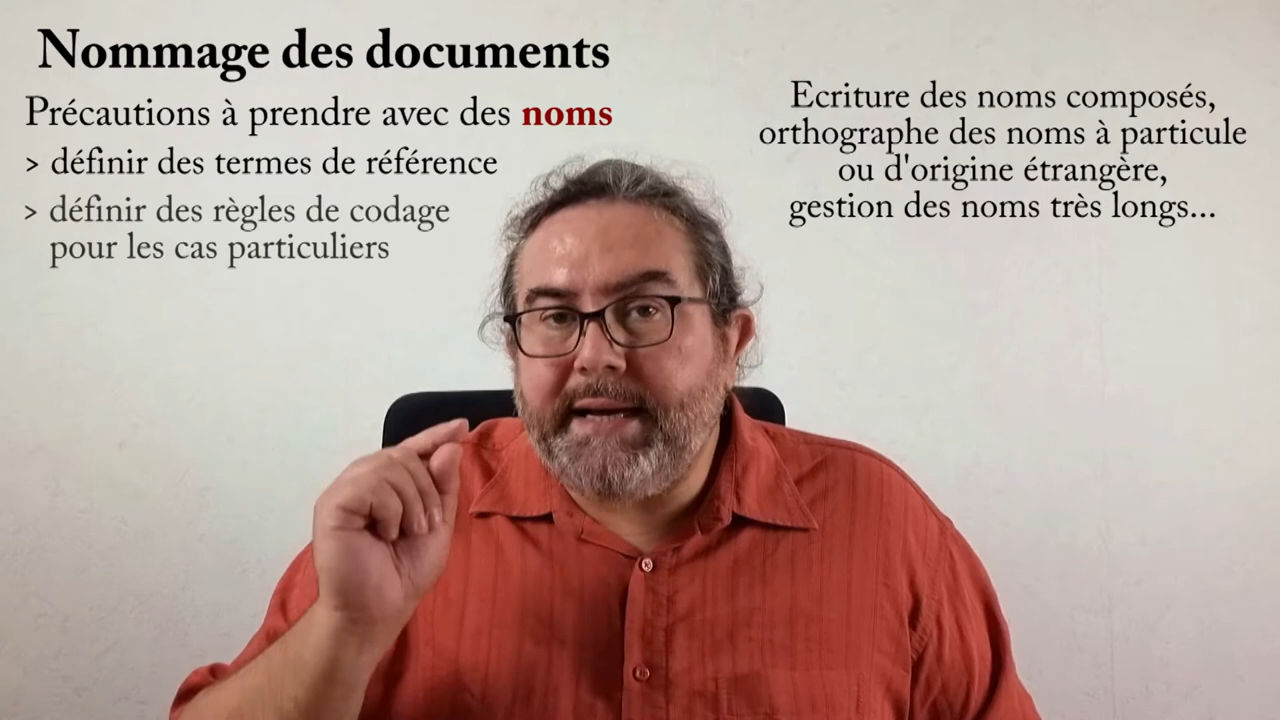 Nommage des documents
Précautions à prendre avec des noms
> définir des termes de référence
> définir des règles de codage
pour les cas particuliers
Ecriture des noms composés,
orthographe des noms à particule
ou d'origine étrangère,
gestion des noms très longs...